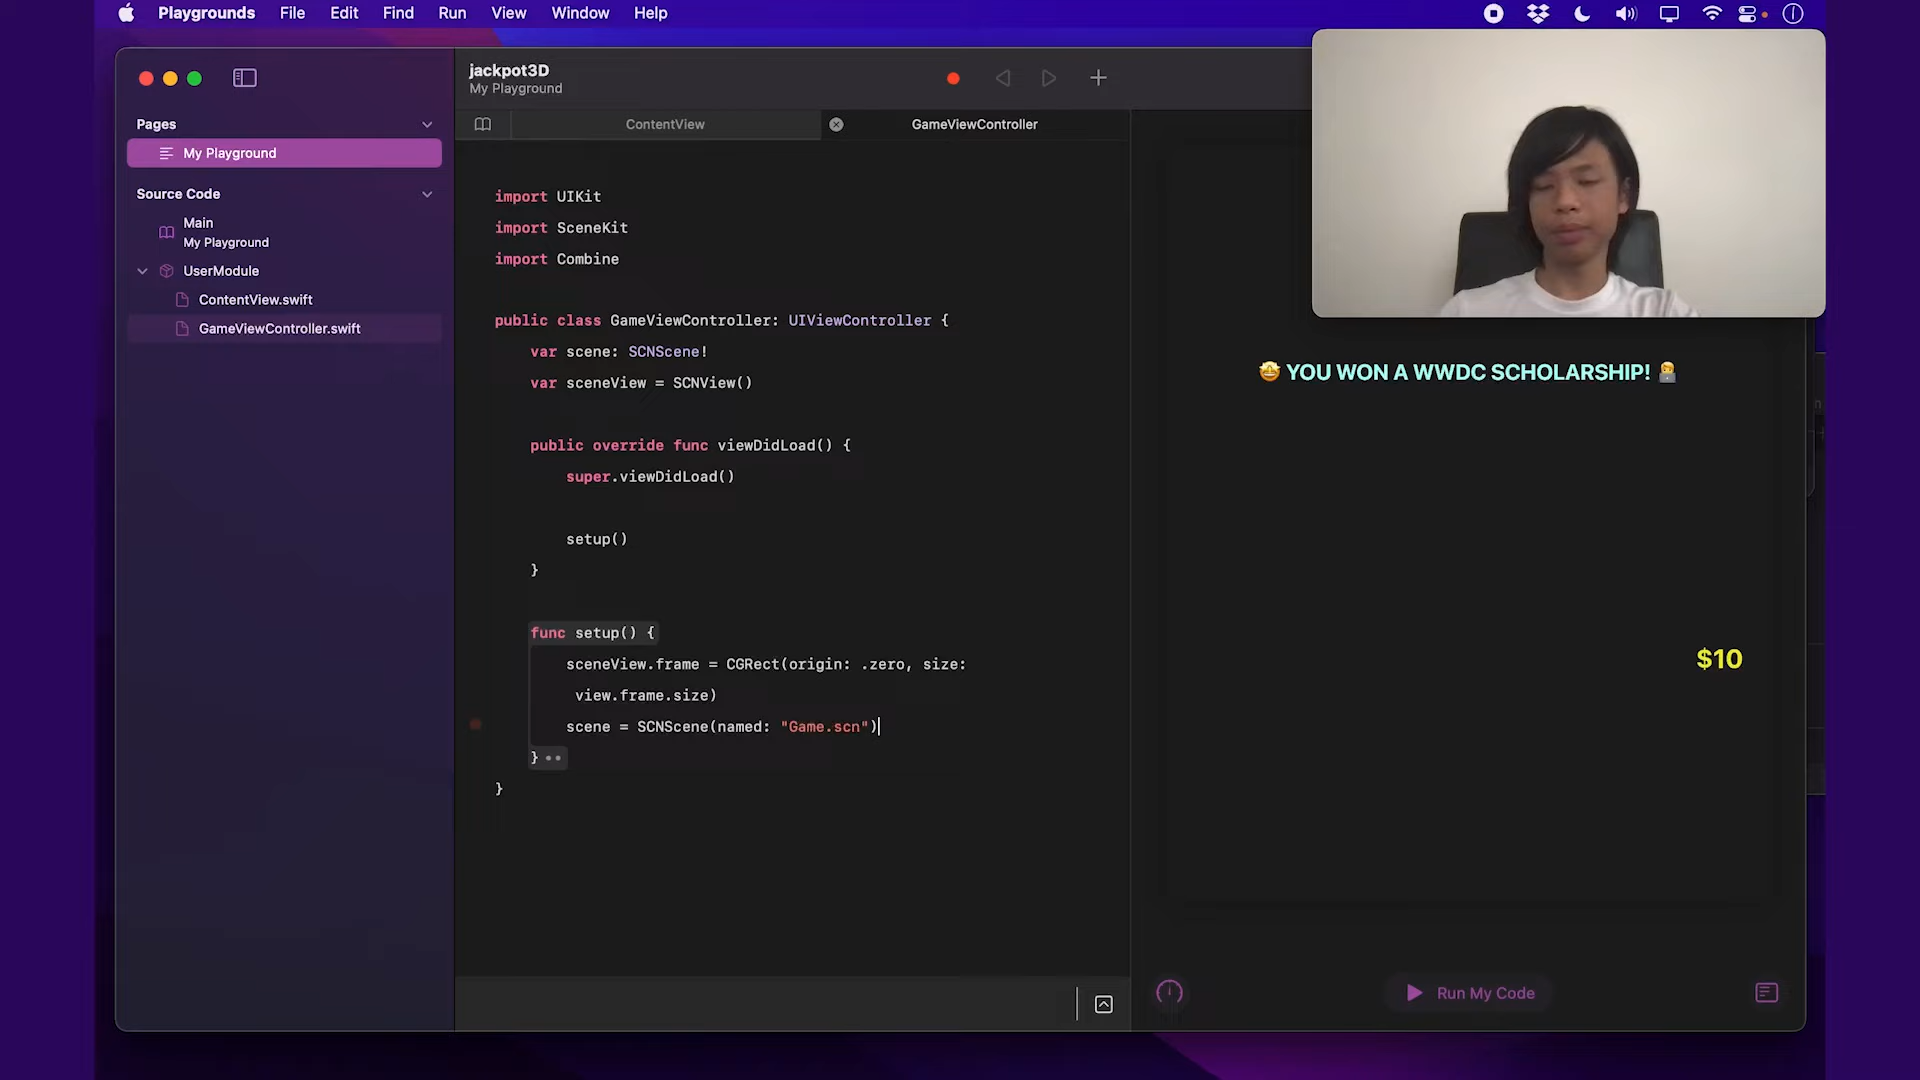 Playgrounds File Edit Find Run View Window Help
jackpot3D
My Playground
Pages
My Playground
Source Code
Main
My Playground
UserModule
ContentView.swift
GameViewController.swift
ContentView
GameViewController
import UIKit
import SceneKit
import Combine
public class GameViewController: UIViewController {
var scene: SCNScene!
var sceneView = SCNView()
public override func viewDidLoad() {
super.viewDidLoad()
setup()
}
func setup() {
sceneView.frame = CGRect(origin: .zero, size:
view.frame.size)
scene = SCNScene(named: "Game.scn")
}
}
🤩 YOU WON A WWDC SCHOLARSHIP! 👨‍💻
$10
Run My Code